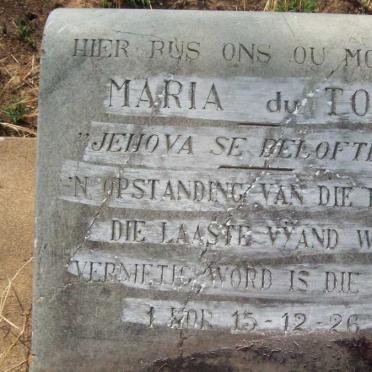 HIER RUS ONS OU MO
MARIA du TO
"JEHOVA SE BELOFTE
'N OPSTANDING VAN DIE
DIE LAASTE VYAND W
VERNIETIG WORD IS DIE
1 KOR 15-12-26